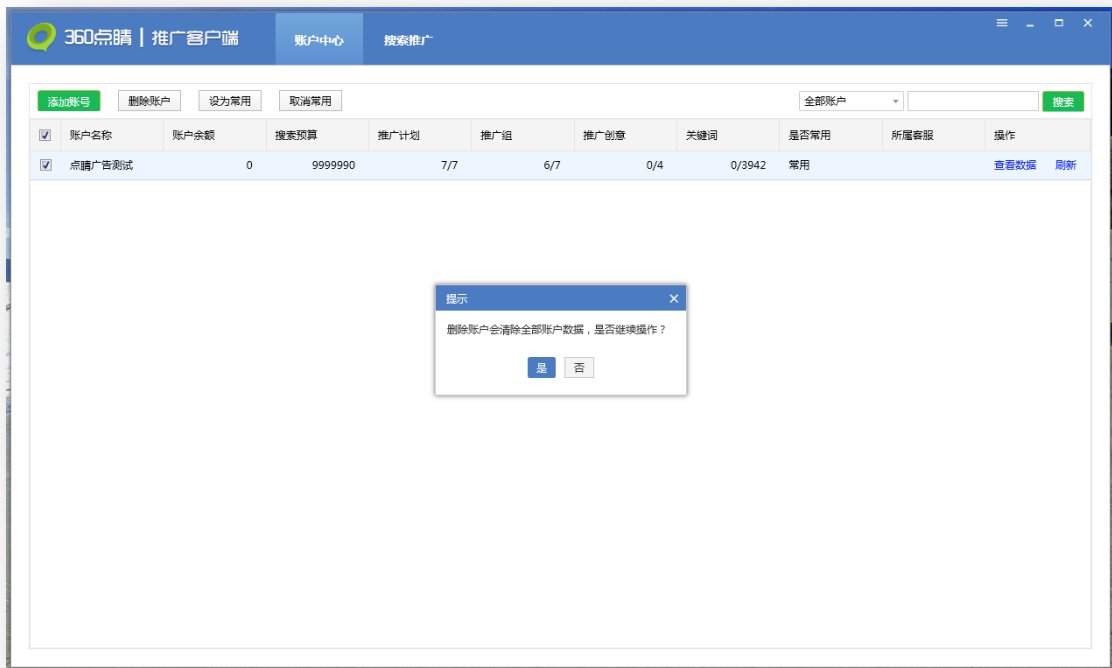 360点睛 | 推广客户端 账户中心 搜索推广
添加账号 删除账户 设为常用 取消常用 全部账户 搜索
账户名称 账户余额 搜索预算 推广计划 推广组 推广创意 关键词 是否常用 所属客服 操作
点睛广告测试 0 9999990 7/7 6/7 0/4 0/3942 常用 查看数据 刷新
提示
删除账户会清除全部账户数据，是否继续操作？
是 否